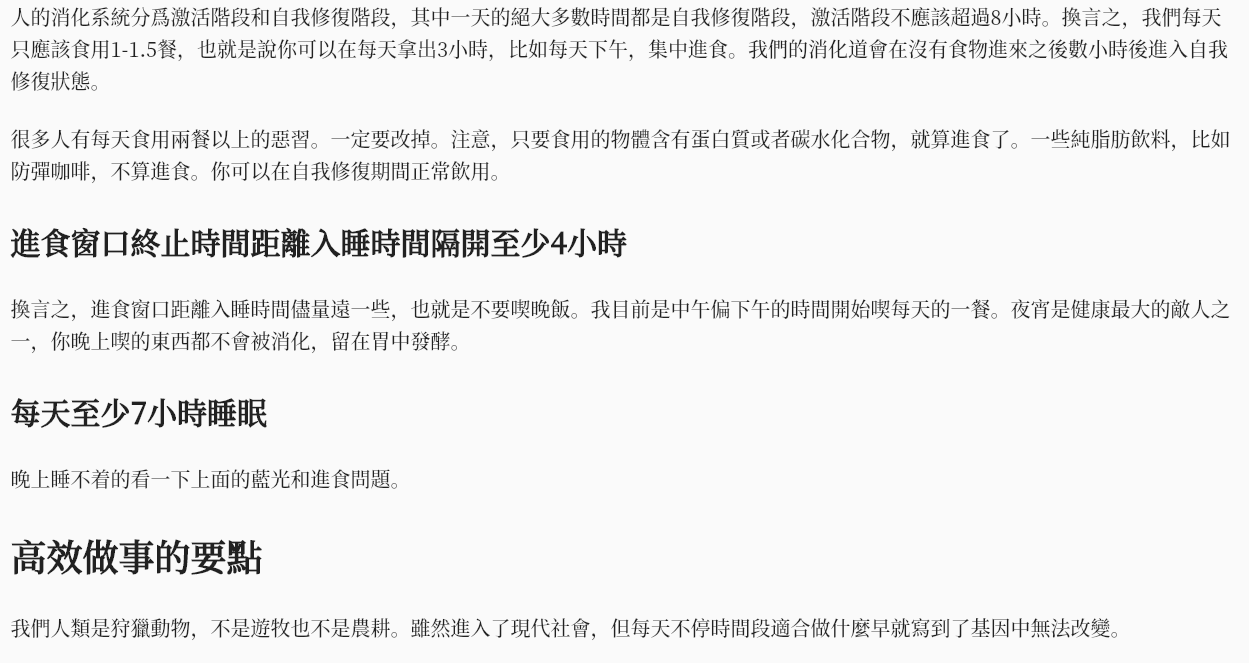 人的消化系統分爲激活階段和自我修復階段，其中一天的絕大多數時間都是自我修復階段，激活階段不應該超過8小時。換言之，我們每天
只應該食用1-1.5餐，也就是說你可以在每天拿出3小時，比如每天下午，集中進食。我們的消化道會在沒有食物進來之後數小時後進入自我
修復狀態。
很多人有每天食用兩餐以上的惡習。一定要改掉。注意，只要食用的物體含有蛋白質或者碳水化合物，就算進食了。一些純脂肪飲料，比如
防彈咖啡，不算進食。你可以在自我修復期間正常飲用。
進食窗口終止時間距離入睡時間隔開至少4小時
換言之，進食窗口距離入睡時間儘量遠一些，也就是不要喫晚飯。我目前是中午偏下午的時間開始喫每天的一餐。夜宵是健康最大的敵人之
一，你晚上喫的東西都不會被消化，留在胃中發酵。
每天至少7小時睡眠
晚上睡不着的看一下上面的藍光和進食問題。
高效做事的要點
我們人類是狩獵動物，不是遊牧也不是農耕。雖然進入了現代社會，但每天不停時間段適合做什麼早就寫到了基因中無法改變。